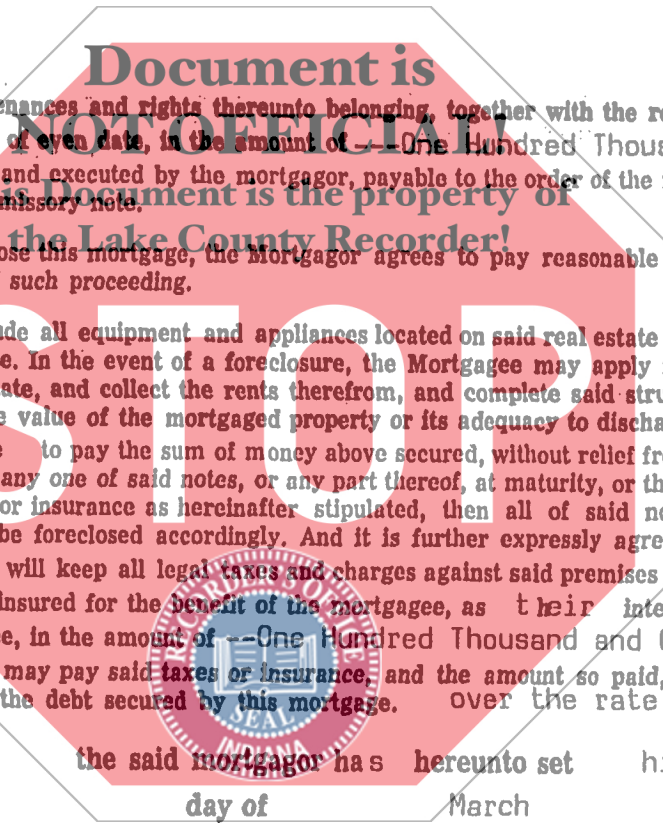 Document is
enances and rights thereunto belonging, together with the re
NOT OFFICIAL!
of even date, in the amount of ---One Hundred Thous
and executed by the mortgagor, payable to the order of the
is Document is the property of
missory note.
the Lake County Recorder!
ose this mortgage, the Mortgagor agrees to pay reasonable
such proceeding.
STOP
ude all equipment and appliances located on said real estate
e. In the event of a foreclosure, the Mortgagee may apply
ate, and collect the rents therefrom, and complete said stru
e value of the mortgaged property or its adequacy to discha
to pay the sum of money above secured, without relief fr
any one of said notes, or any part thereof, at maturity, or th
or insurance as hereinafter stipulated, then all of said no
be foreclosed accordingly. And it is further expressly agre
will keep all legal taxes and charges against said premises
insured for the benefit of the mortgagee, as their inte
RECORDER'S OFFICE
e, in the amount of ---One Hundred Thousand and
may pay said taxes or insurance, and the amount so paid,
the debt secured by this mortgage. over the rate
SEAL
INDIANA
the said mortgagor has hereunto set h
day of March